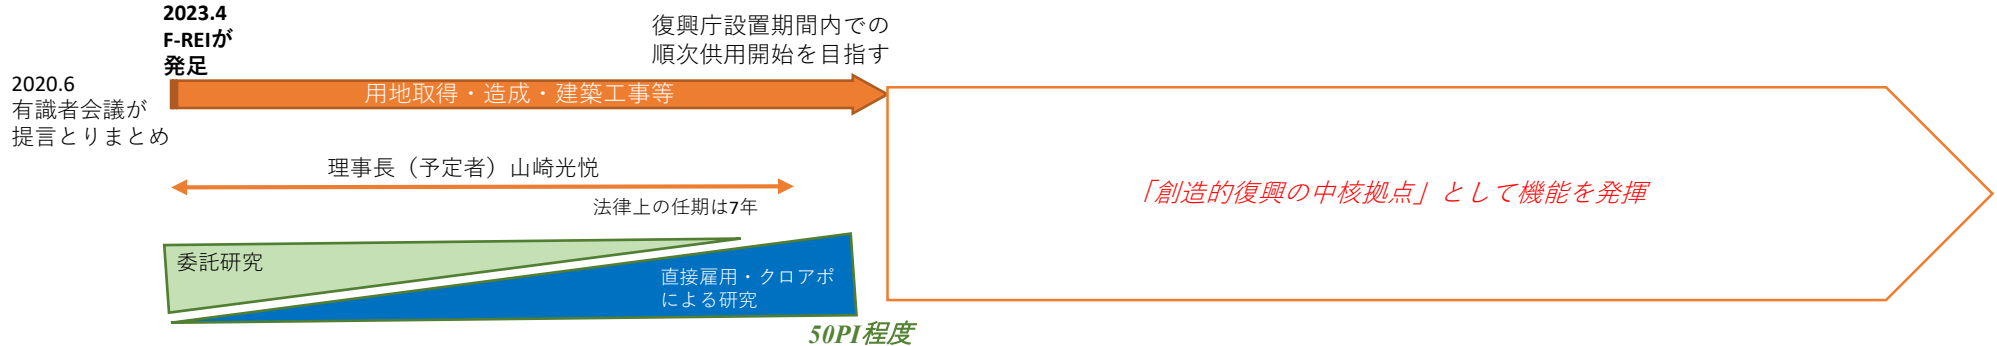 2020.6
有識者会議が
提言とりまとめ
2023.4
F-REIが
発足
復興庁設置期間内での
順次供用開始を目指す
用地取得・造成・建築工事等
理事長（予定者）山崎光悦
法律上の任期は7年
委託研究
直接雇用・クロアポ
による研究
50PI程度
「創造的復興の中核拠点」として機能を発揮